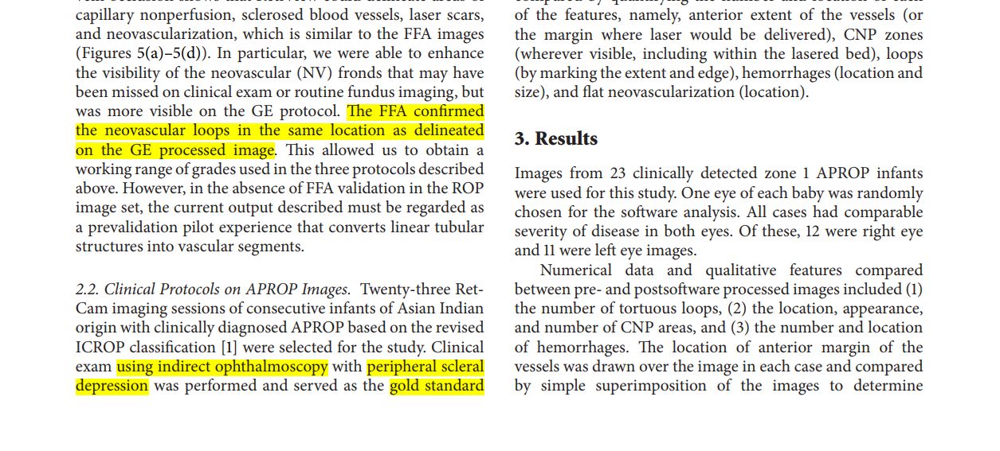 capillary nonperfusion, sclerosed blood vessels, laser scars,
and neovascularization, which is similar to the FFA images
(Figures 5(a)–5(d)). In particular, we were able to enhance
the visibility of the neovascular (NV) fronds that may have
been missed on clinical exam or routine fundus imaging, but
was more visible on the GE protocol. The FFA confirmed
the neovascular loops in the same location as delineated
on the GE processed image. This allowed us to obtain a
working range of grades used in the three protocols described
above. However, in the absence of FFA validation in the ROP
image set, the current output described must be regarded as
a prevalidation pilot experience that converts linear tubular
structures into vascular segments.
2.2. Clinical Protocols on APROP Images. Twenty-three Ret-
Cam imaging sessions of consecutive infants of Asian Indian
origin with clinically diagnosed APROP based on the revised
ICROP classification [1] were selected for the study. Clinical
exam using indirect ophthalmoscopy with peripheral scleral
depression was performed and served as the gold standard
of the features, namely, anterior extent of the vessels (or
the margin where laser would be delivered), CNP zones
(wherever visible, including within the lasered bed), loops
(by marking the extent and edge), hemorrhages (location and
size), and flat neovascularization (location).
3. Results
Images from 23 clinically detected zone 1 APROP infants
were used for this study. One eye of each baby was randomly
chosen for the software analysis. All cases had comparable
severity of disease in both eyes. Of these, 12 were right eye
and 11 were left eye images.
Numerical data and qualitative features compared
between pre- and postsoftware processed images included (1)
the number of tortuous loops, (2) the location, appearance,
and number of CNP areas, and (3) the number and location
of hemorrhages. The location of anterior margin of the
vessels was drawn over the image in each case and compared
by simple superimposition of the images to determine